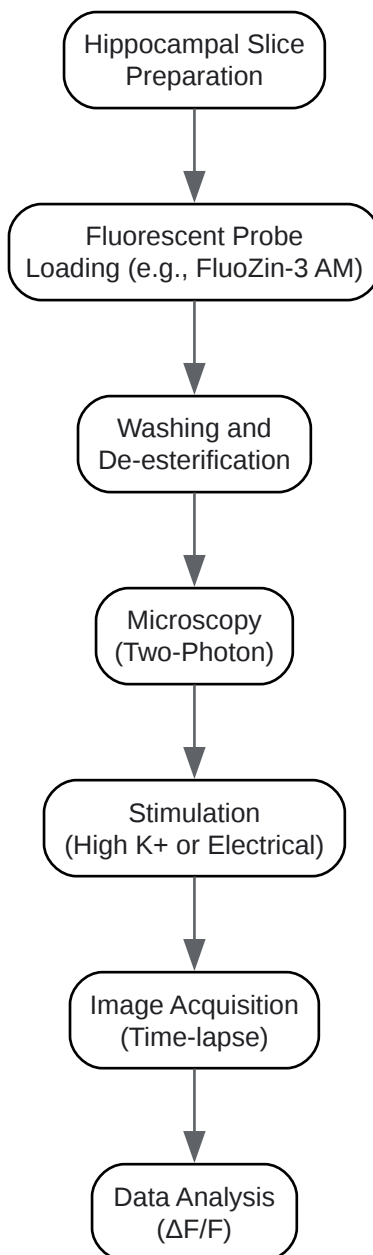 Hippocampal Slice
Preparation
Fluorescent Probe
Loading (e.g., FluoZin-3 AM)
Washing and
De-esterification
Microscopy
(Two-Photon)
Stimulation
(High K+ or Electrical)
Image Acquisition
(Time-lapse)
Data Analysis
(ΔF/F)